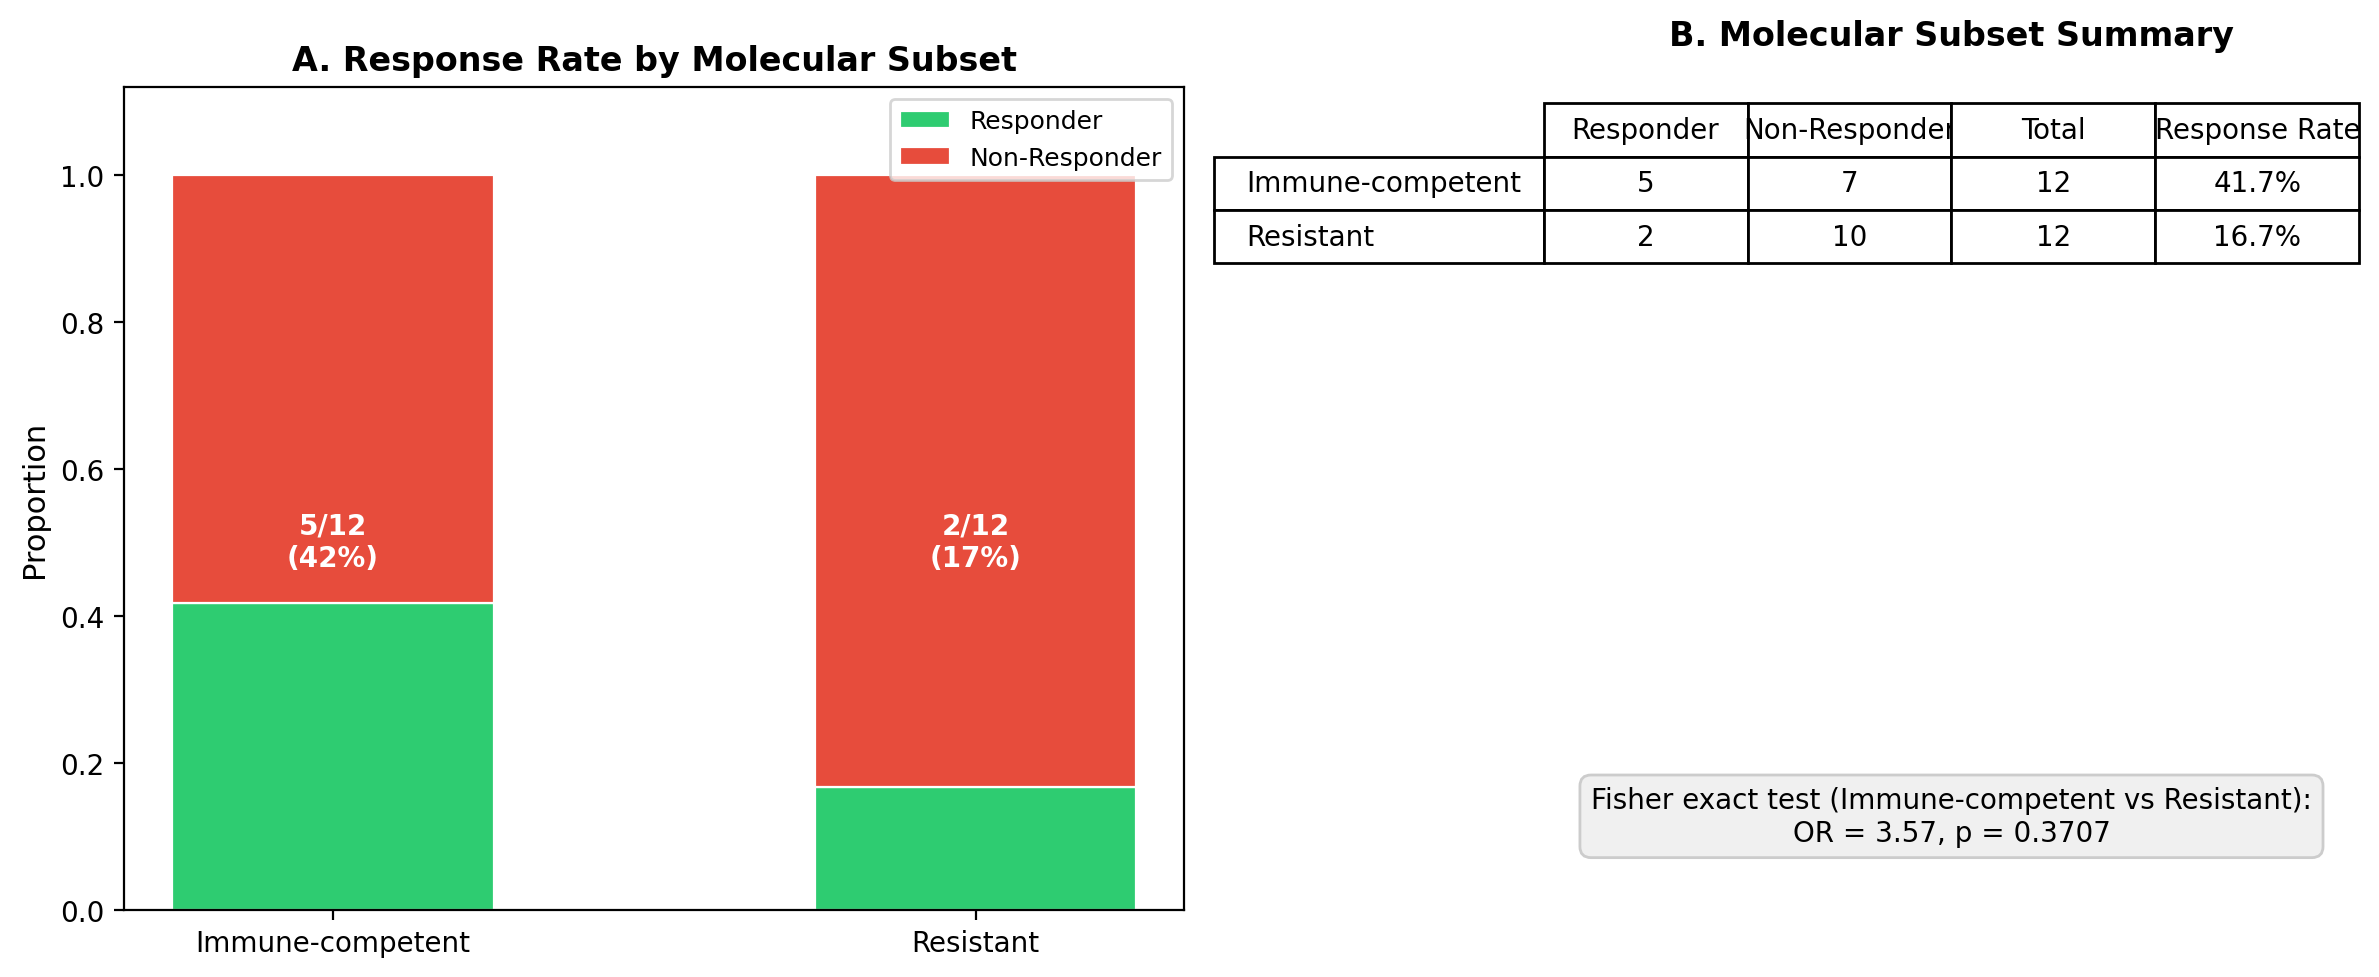 A. Response Rate by Molecular Subset
Responder
Non-Responder
Proportion
1.0
0.8
0.6
0.4
0.2
0.0
5/12
(42%)
2/12
(17%)
Immune-competent
Resistant
B. Molecular Subset Summary
Responder Non-Responder Total Response Rate
Immune-competent 5 7 12 41.7%
Resistant 2 10 12 16.7%
Fisher exact test (Immune-competent vs Resistant):
OR = 3.57, p = 0.3707